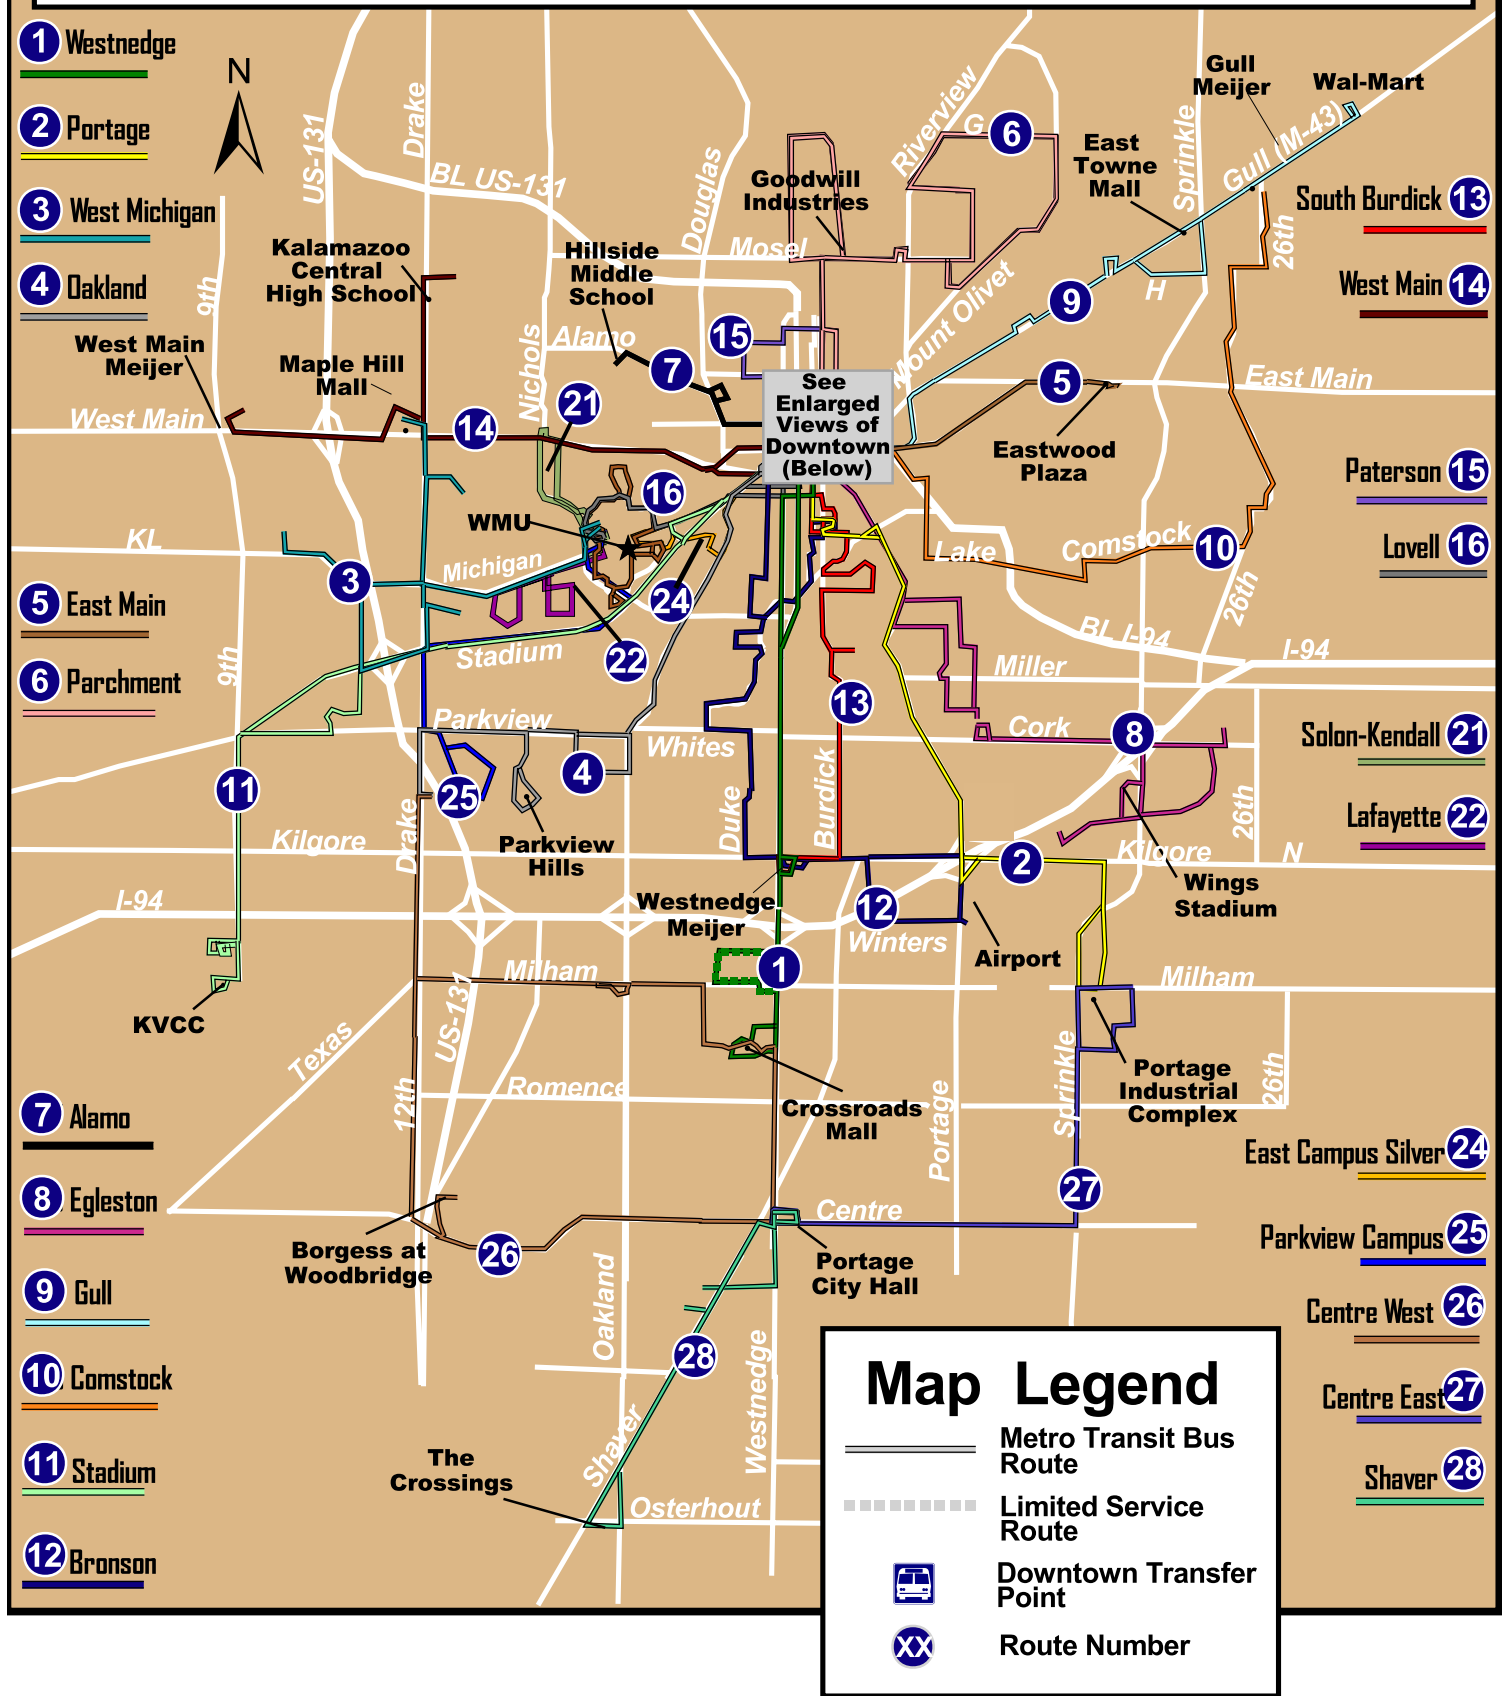 1 Westnedge
2 Portage
3 West Michigan
4 Oakland
5 East Main
6 Parchment
7 Alamo
8 Egleston
9 Gull
10 Comstock
11 Stadium
12 Bronson
South Burdick 13
West Main 14
Paterson 15
Lovell 16
Solon-Kendall 21
Lafayette 22
East Campus Silver 24
Parkview Campus 25
Centre West 26
Centre East 27
Shaver 28
N
US-131
Drake
BL US-131
Douglas
Riverview
G
6
Gull
Meijer
Wal-Mart
Sprinkle
Gull (M-43)
East
Towne
Mall
Goodwill
Industries
Mosel
26th
9th
Kalamazoo
Central
High School
Hillside
Middle
School
Mount Olivet
H
9
West Main
Meijer
Maple Hill
Mall
Nichols
Alamo
15
7
See
Enlarged
Views of
Downtown
(Below)
5
East Main
West Main
14
21
Eastwood
Plaza
16
WMU
KL
Michigan
3
24
Lake
Comstock
10
26th
9th
Stadium
22
BL I-94
I-94
Miller
13
Parkview
Whites
Cork
8
4
11
25
Drake
Parkview
Hills
Duke
Burdick
26th
Kilgore
2
Kilgore
N
Wings
Stadium
I-94
Westnedge
Meijer
12
Winters
Airport
1
Milham
Milham
KVCC
Texas
US-131
12th
Romence
Crossroads
Mall
Portage
Sprinkle
Portage
Industrial
Complex
26th
27
Centre
Borgess at
Woodbridge
26
Portage
City Hall
Oakland
28
Westnedge
Shaver
The
Crossings
Osterhout
Map Legend
Metro Transit Bus
Route
Limited Service
Route
Downtown Transfer
Point
XX Route Number